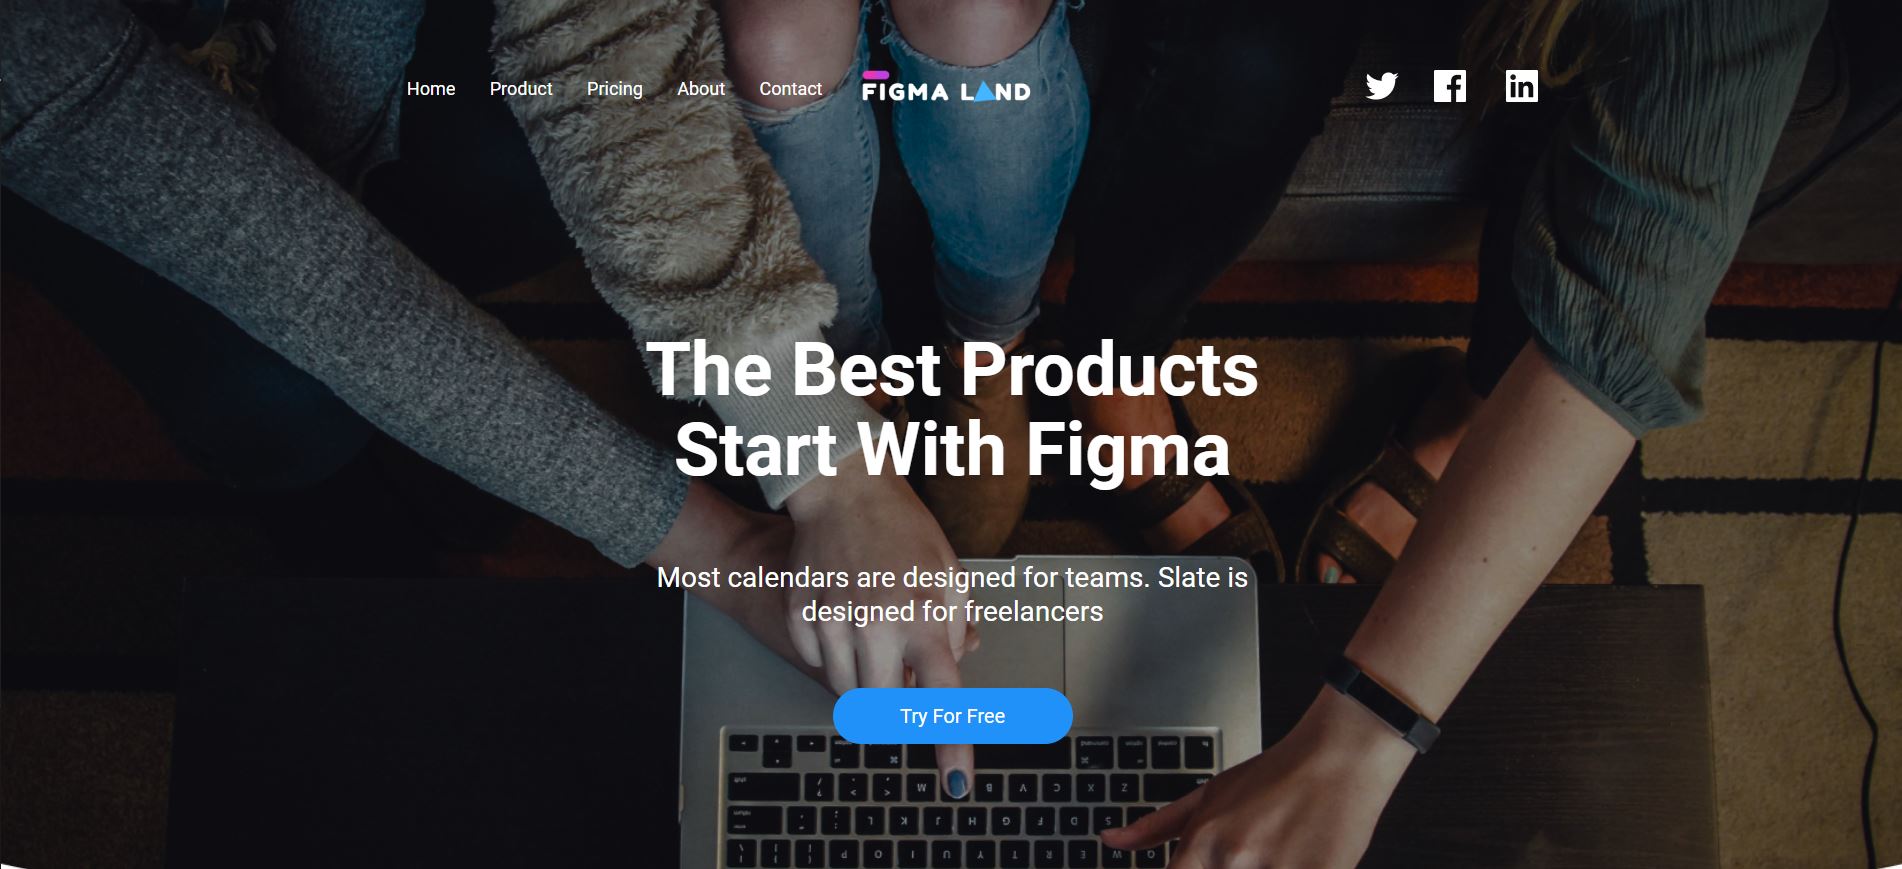 Home Product Pricing About Contact FIGMA LAND
The Best Products
Start With Figma
Most calendars are designed for teams. Slate is
designed for freelancers
Try For Free